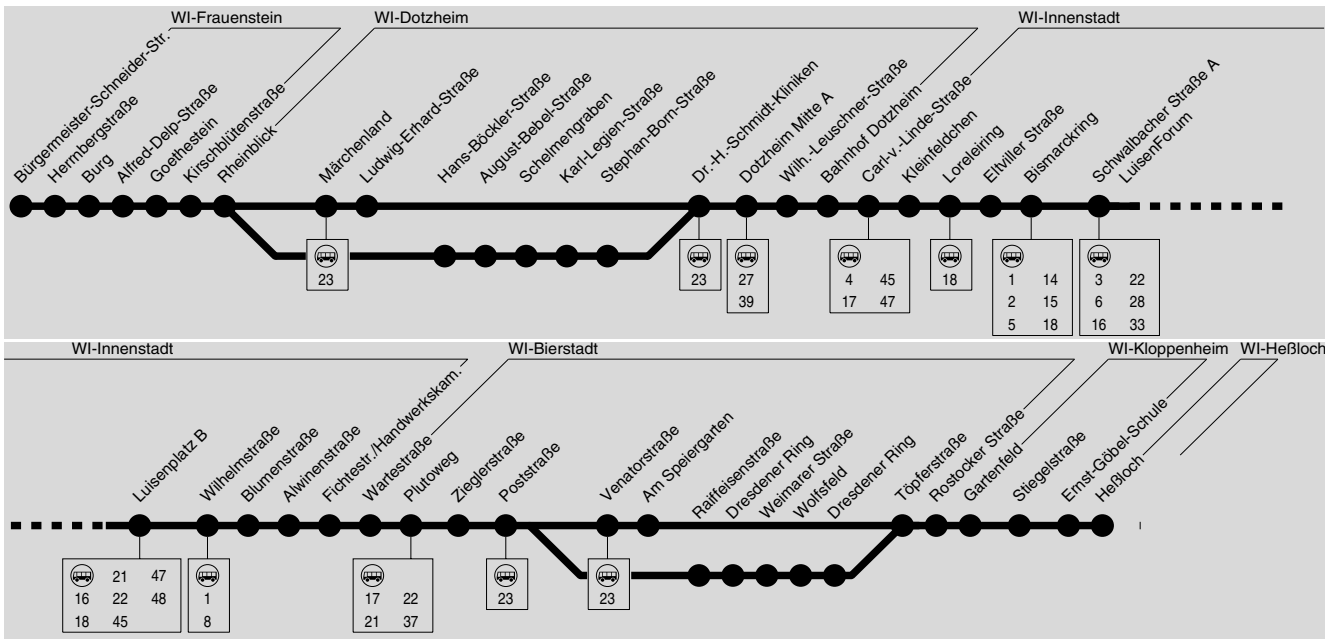 WI-Frauenstein
WI-Dotzheim
WI-Innenstadt
Bürgermeister-Schneider-Str.
Herrnbergstraße
Burg
Alfred-Delp-Straße
Goethestein
Kirschblütenstraße
Rheinblick
Märchenland
Ludwig-Erhard-Straße
Hans-Böckler-Straße
August-Bebel-Straße
Schelmengraben
Karl-Legien-Straße
Stephan-Born-Straße
Dr.-H.-Schmidt-Kliniken
Dotzheim Mitte A
Wilh.-Leuschner-Straße
Bahnhof Dotzheim
Carl-v.-Linde-Straße
Kleinfeldchen
Loreleiring
Eltviller Straße
Bismarckring
Schwalbacher Straße A
LuisenForum
23
23
27
39
4 45
17 47
18
1 14
2 15
5 18
3 22
6 28
16 33
WI-Innenstadt
WI-Bierstadt
WI-Kloppenheim
WI-Heßloch
Luisenplatz B
Wilhelmstraße
Blumenstraße
Alwinenstraße
Fichtestr./Handwerkskam.
Wartestraße
Plutoweg
Zieglerstraße
Poststraße
Venatorstraße
Am Speiergarten
Raiffeisenstraße
Dresdener Ring
Weimarer Straße
Wolfsfeld
Dresdener Ring
Töpferstraße
Rostocker Straße
Gartenfeld
Stiegelstraße
Ernst-Göbel-Schule
Heßloch
21 47
16 22 48
18 45
1
8
17 22
21 37
23
23